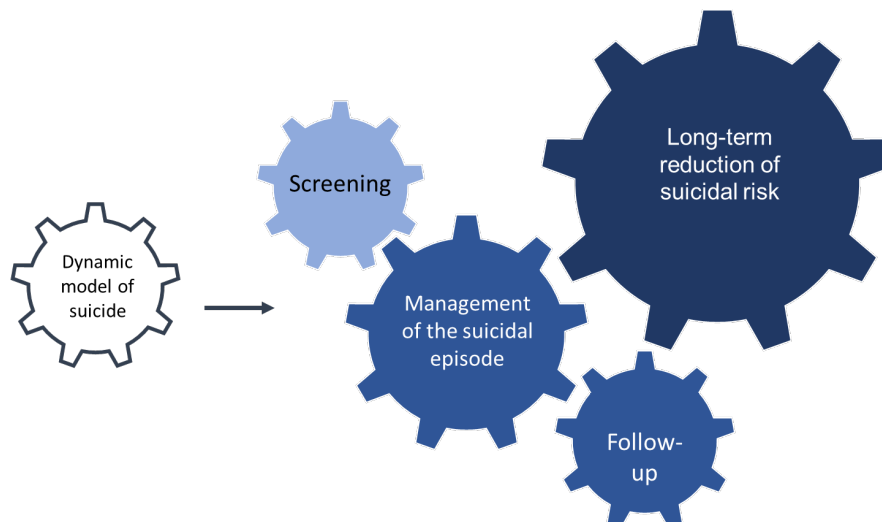 Dynamic
model of
suicide
Screening
Management
of the suicidal
episode
Long-term
reduction of
suicidal risk
Follow-
up